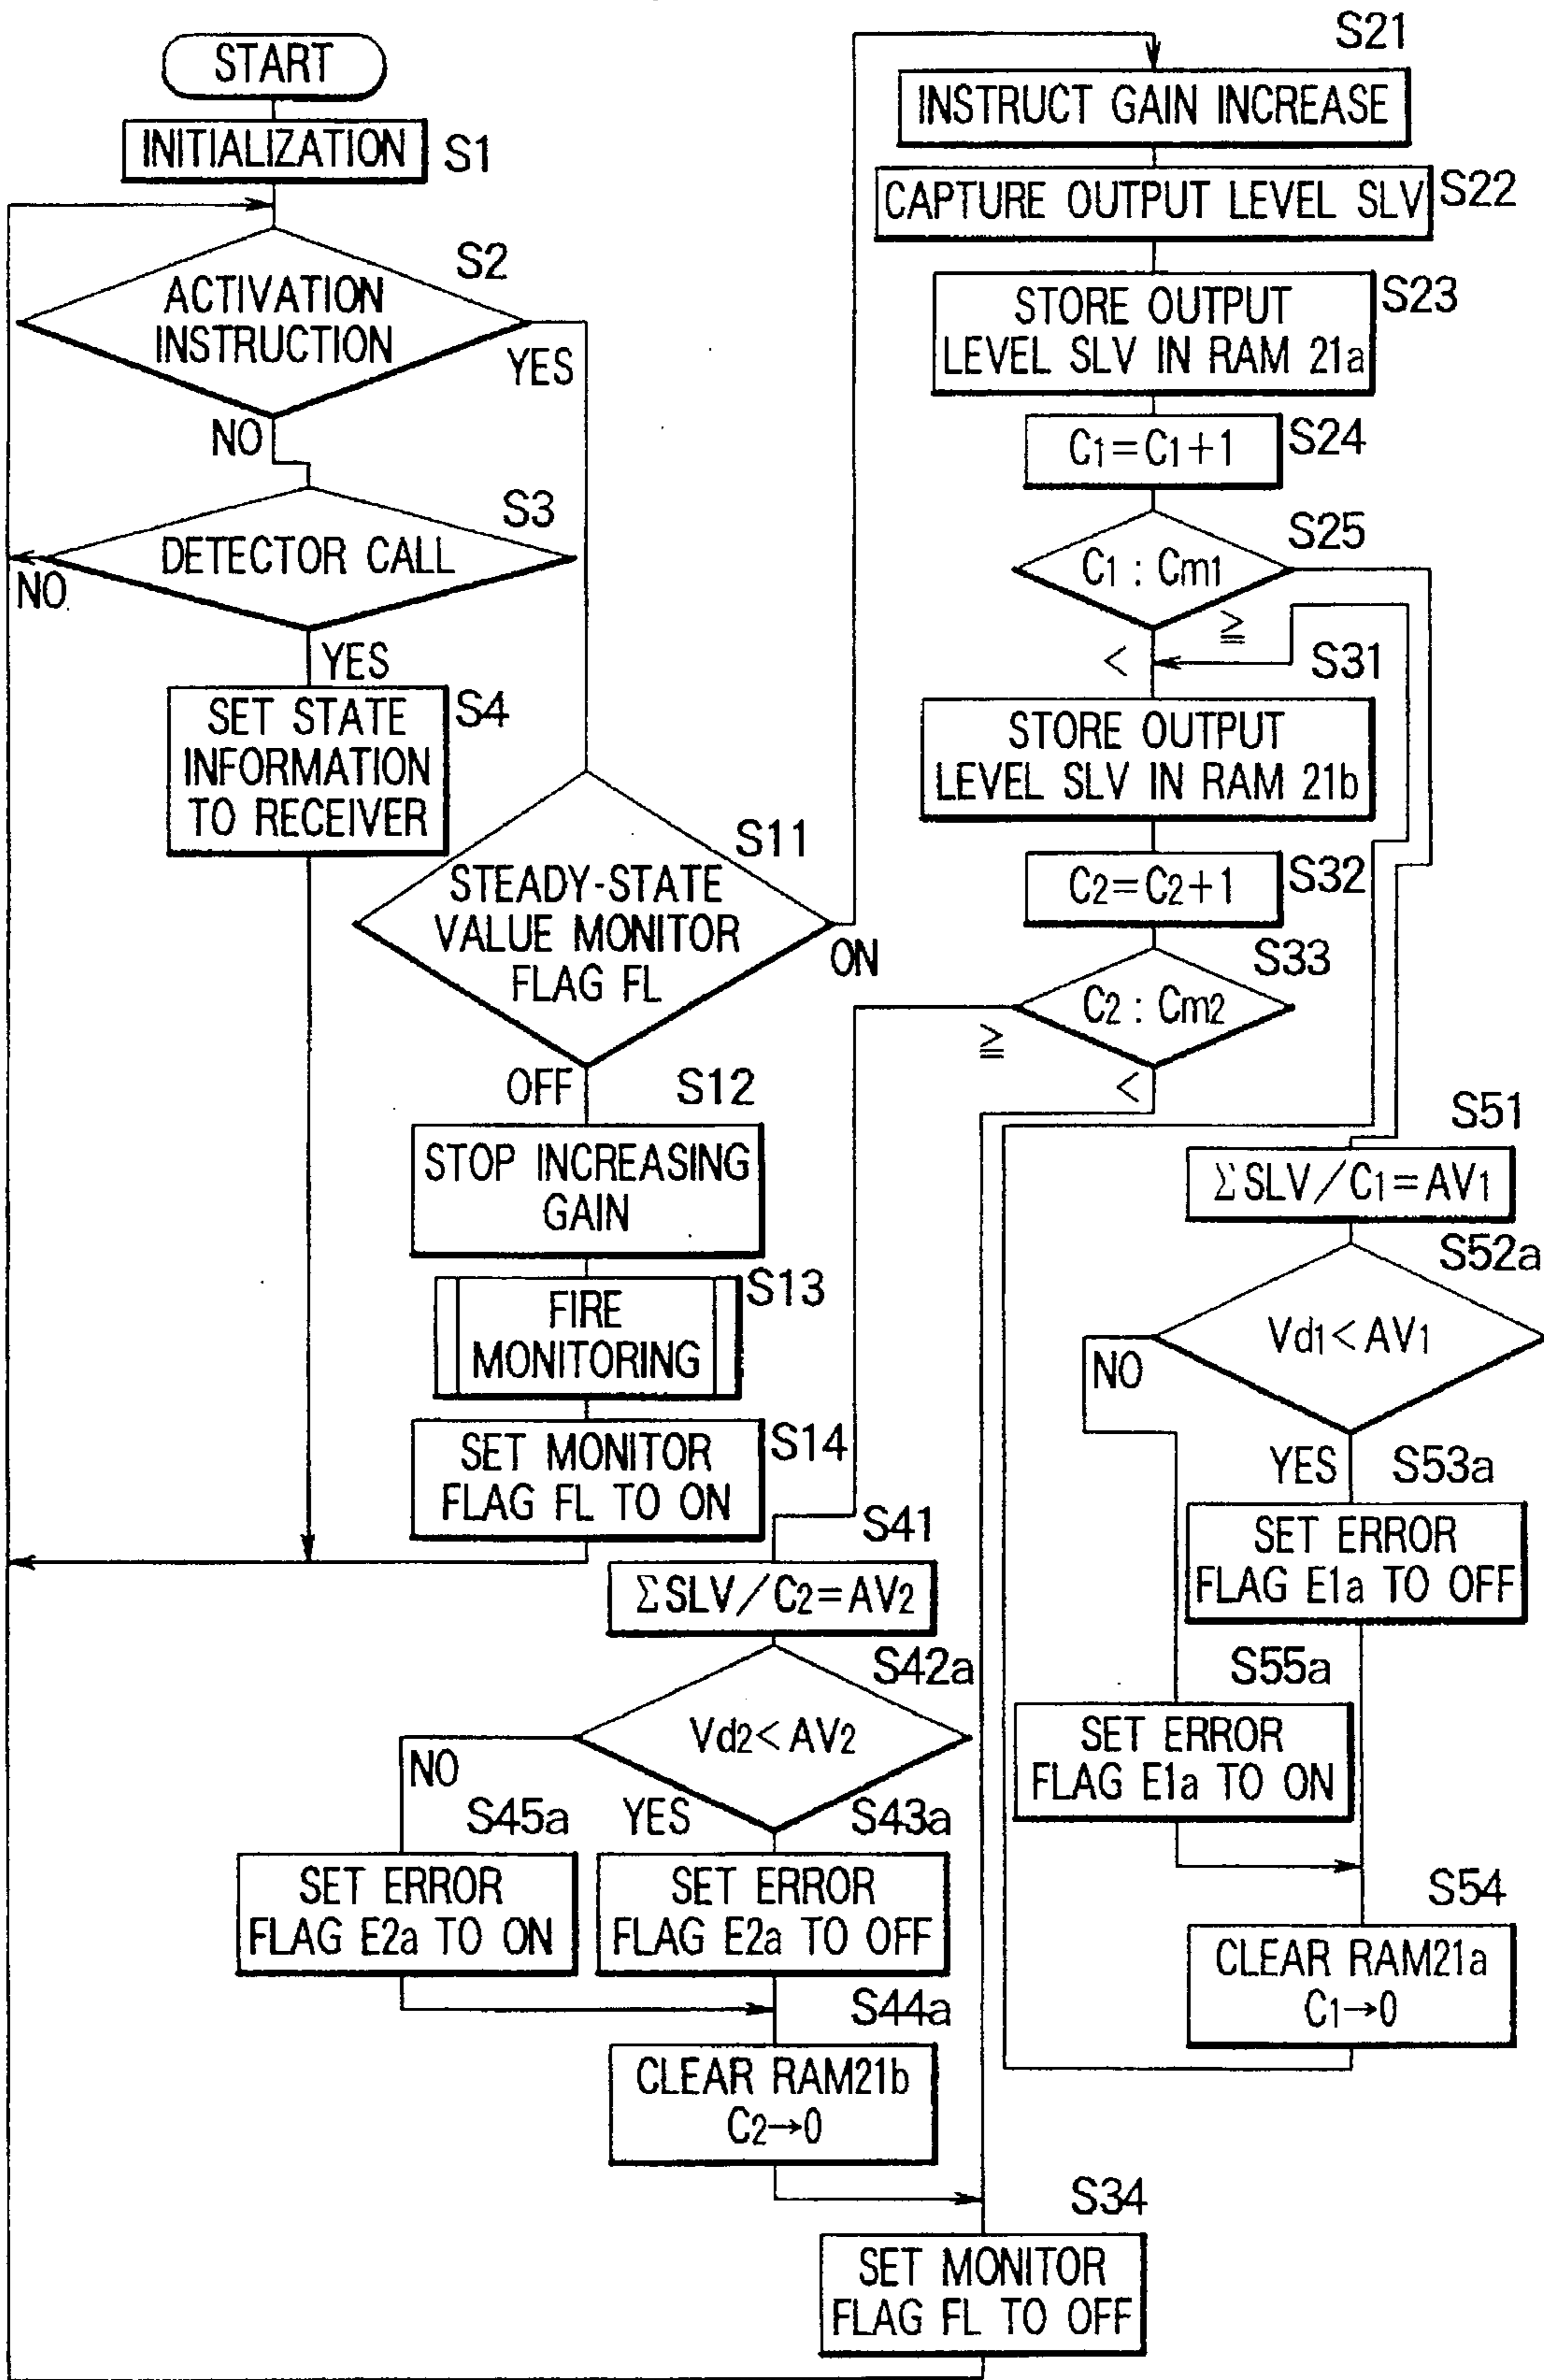 START
INITIALIZATION
S1
ACTIVATION
INSTRUCTION
S2
YES
NO
DETECTOR CALL
S3
NO
YES
SET STATE
INFORMATION
TO RECEIVER
S4
STEADY-STATE
VALUE MONITOR
FLAG FL
S11
ON
OFF
S12
STOP INCREASING
GAIN
FIRE
MONITORING
S13
SET MONITOR
FLAG FL TO ON
S14
S21
INSTRUCT GAIN INCREASE
CAPTURE OUTPUT LEVEL SLV
S22
STORE OUTPUT
LEVEL SLV IN RAM 21a
S23
C1=C1+1
S24
C1 : Cm1
S25
≧
<
S31
STORE OUTPUT
LEVEL SLV IN RAM 21b
C2=C2+1
S32
C2 : Cm2
S33
≧
<
S41
ΣSLV/C2=AV2
S42a
Vd2<AV2
NO
YES
S45a
SET ERROR
FLAG E2a TO ON
S43a
SET ERROR
FLAG E2a TO OFF
S44a
CLEAR RAM21b
C2→0
S51
ΣSLV/C1=AV1
S52a
Vd1<AV1
NO
YES
S53a
SET ERROR
FLAG E1a TO OFF
S55a
SET ERROR
FLAG E1a TO ON
S54
CLEAR RAM21a
C1→0
S34
SET MONITOR
FLAG FL TO OFF